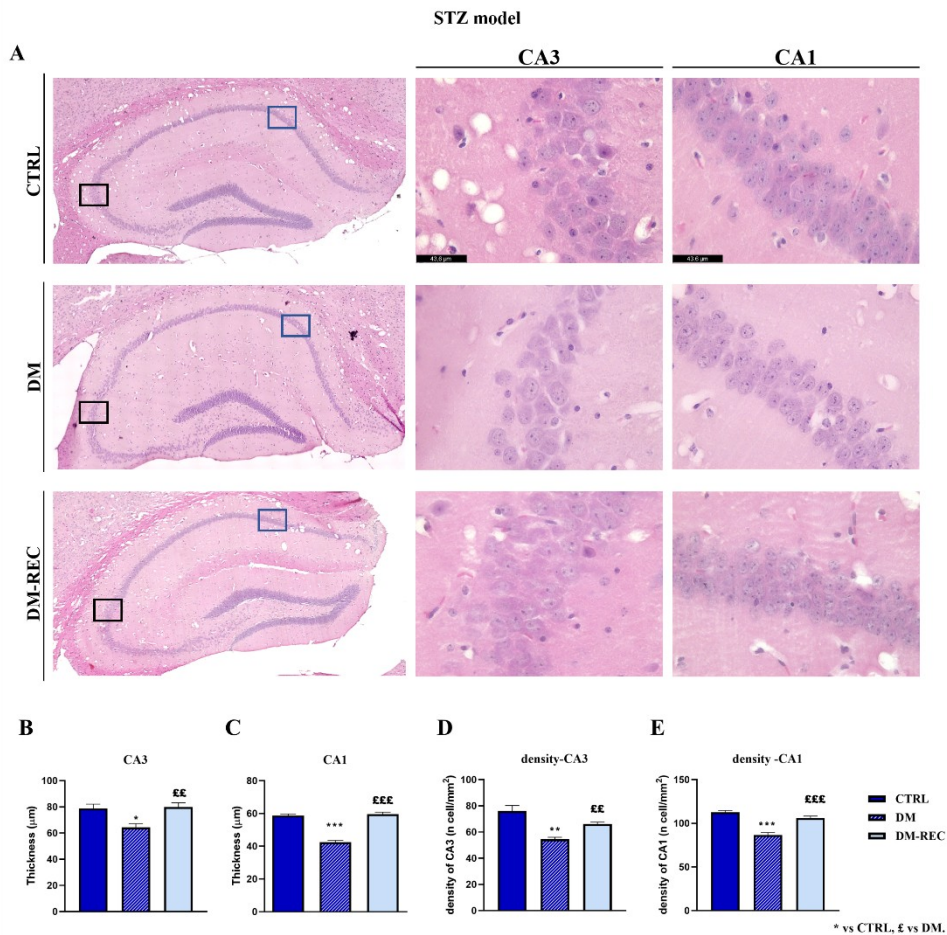 STZ model
A
CA3
CA1
CTRL
43.6 µm
43.6 µm
DM
DM-REC
B
CA3
Thickness (µm)
100
80
60
40
20
0
*
££
C
CA1
Thickness (µm)
80
60
40
20
0
***
£££
D
density-CA3
density of CA3 (n cell/mm²)
100
80
60
40
20
0
**
££
E
density -CA1
density of CA1 (n cell/mm²)
150
100
50
0
***
£££
CTRL
DM
DM-REC
* vs CTRL, £ vs DM.